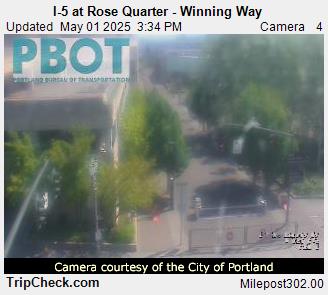 I-5 at Rose Quarter - Winning Way
Updated May 01 2025 3:34 PM Camera 4
PBOT
PORTLAND BUREAU OF TRANSPORTATION
Camera courtesy of the City of Portland
TripCheck.com Milepost302.00